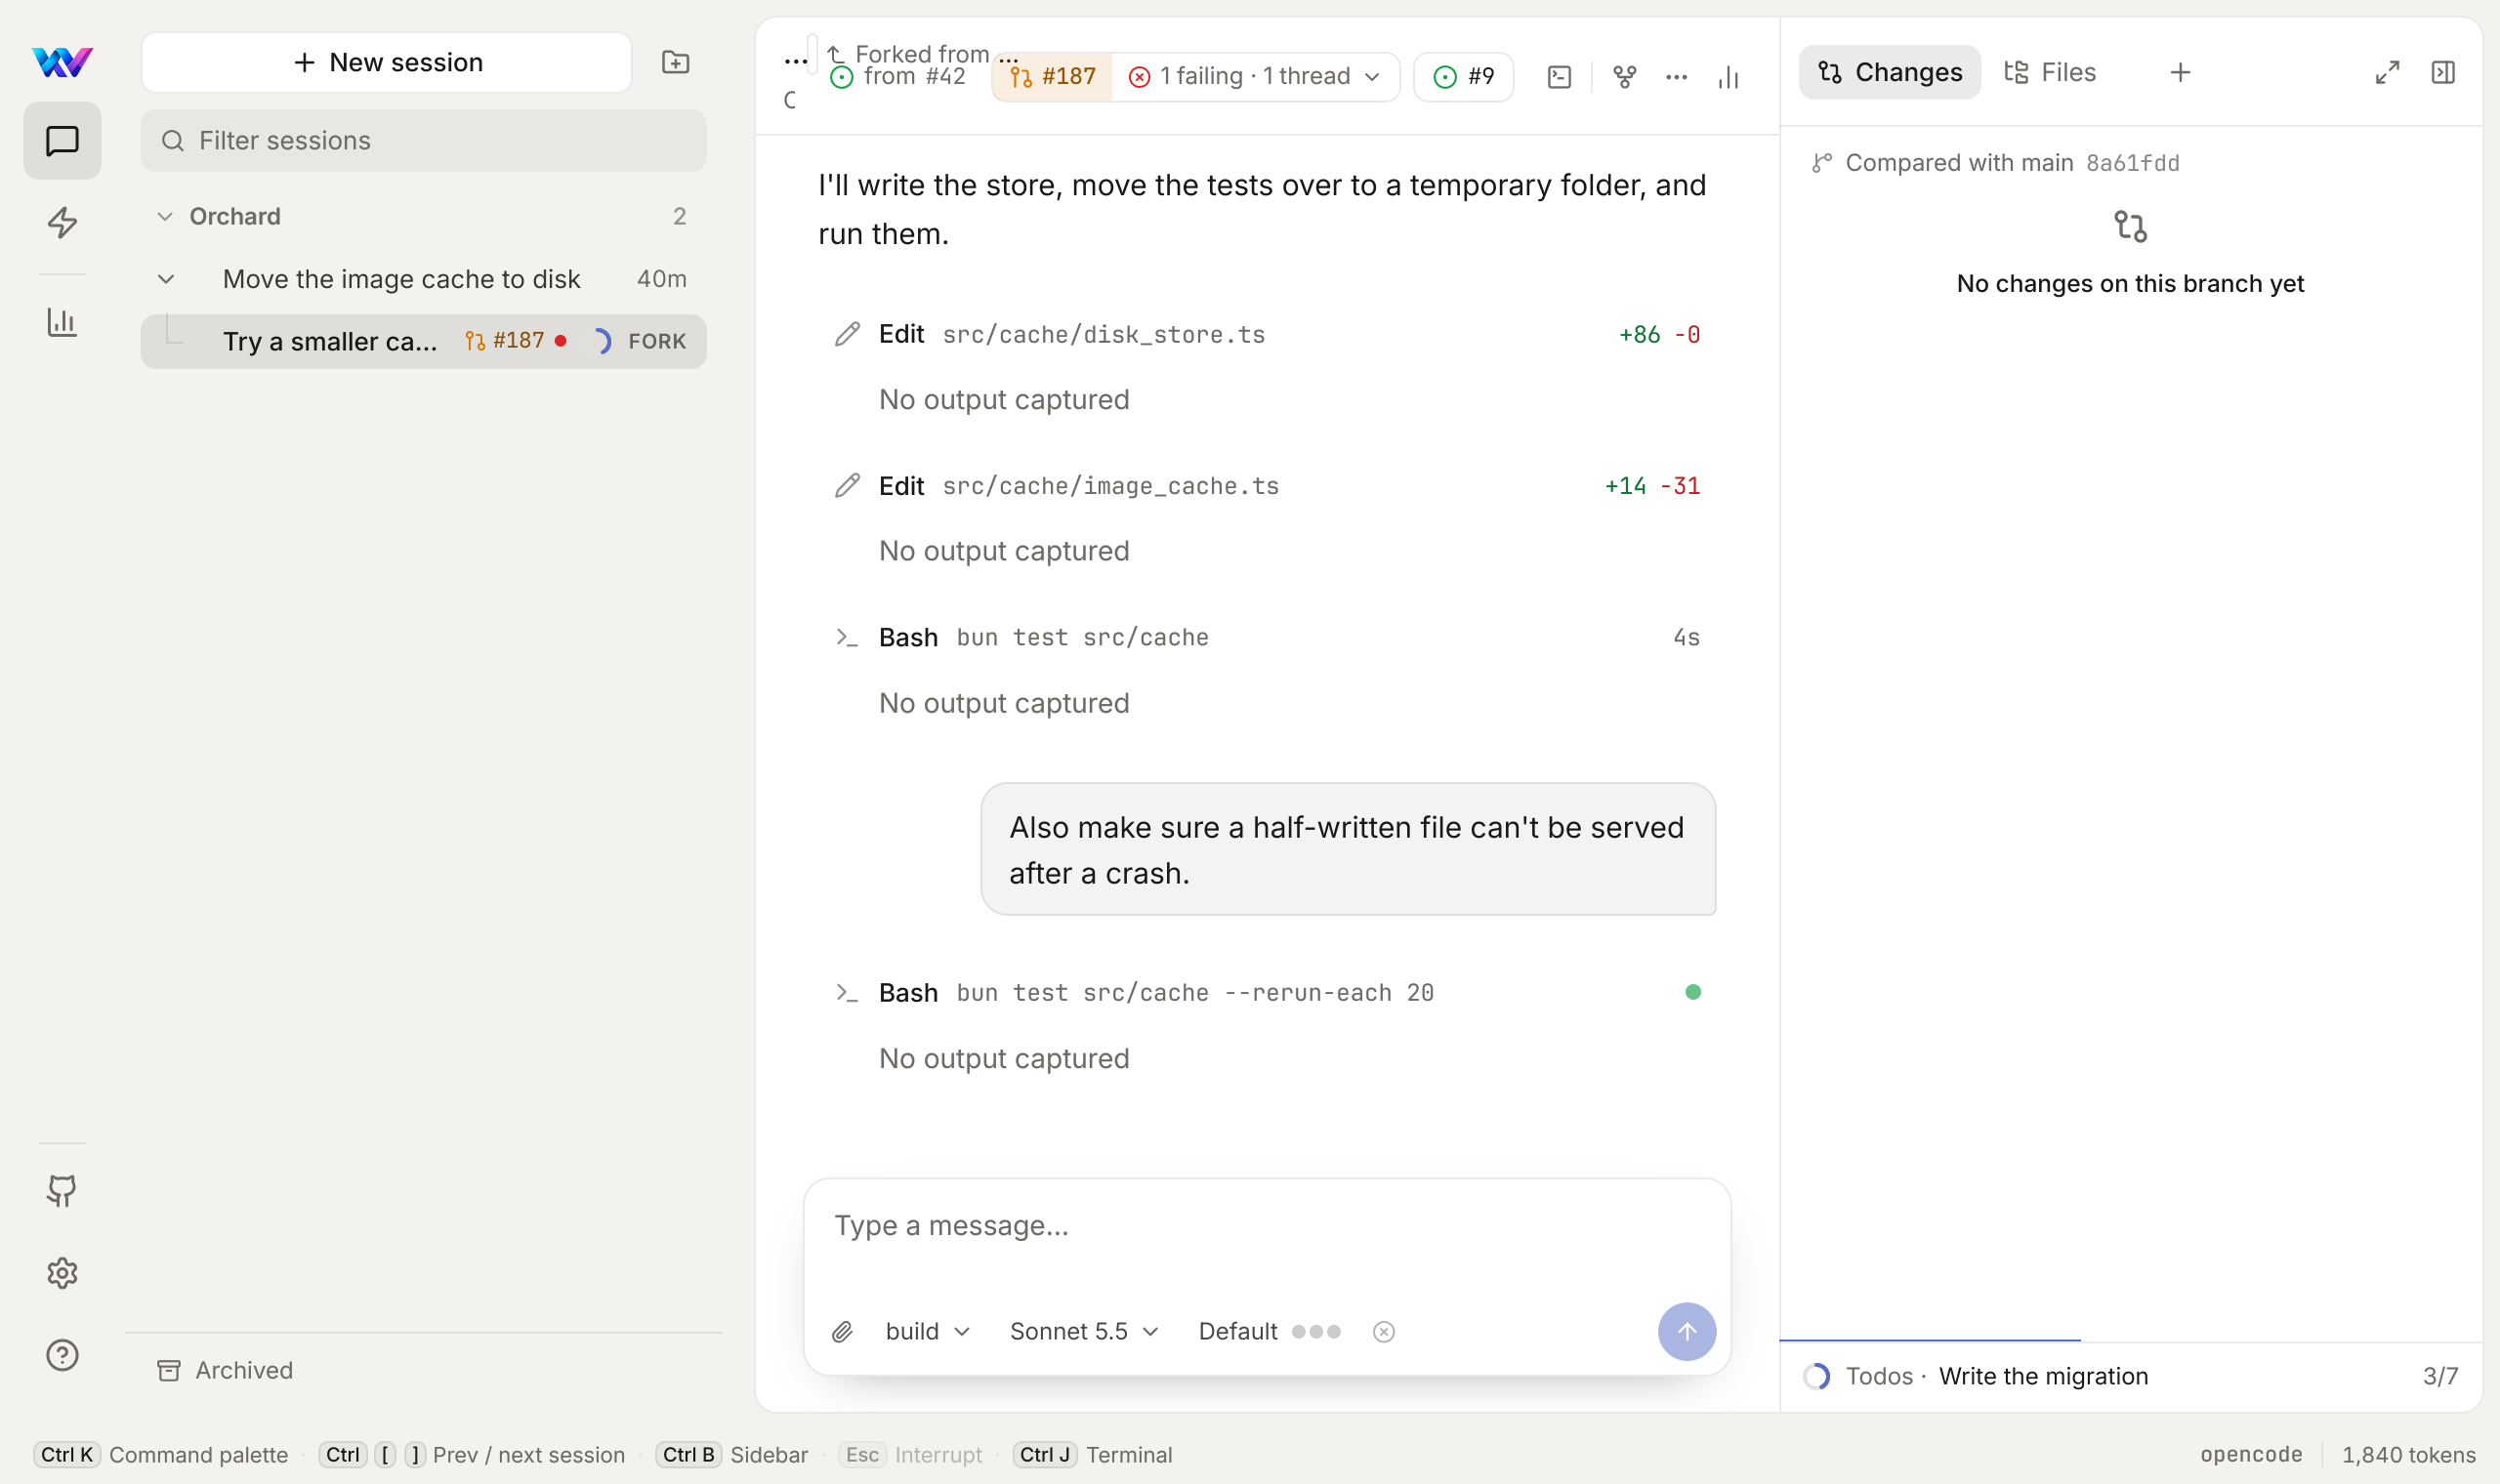 New session
Filter sessions
Orchard 2
Move the image cache to disk 40m
Try a smaller ca... #187 FORK
Archived
...
Forked from ...
from #42
#187 1 failing · 1 thread
#9
I'll write the store, move the tests over to a temporary folder, and
run them.
Edit src/cache/disk_store.ts +86 -0
No output captured
Edit src/cache/image_cache.ts +14 -31
No output captured
Bash bun test src/cache 4s
No output captured
Also make sure a half-written file can't be served
after a crash.
Bash bun test src/cache --rerun-each 20
No output captured
Type a message...
build Sonnet 5.5 Default
Changes Files
Compared with main 8a61fdd
No changes on this branch yet
Todos · Write the migration 3/7
Ctrl K Command palette · Ctrl [ ] Prev / next session · Ctrl B Sidebar · Esc Interrupt · Ctrl J Terminal
opencode 1,840 tokens